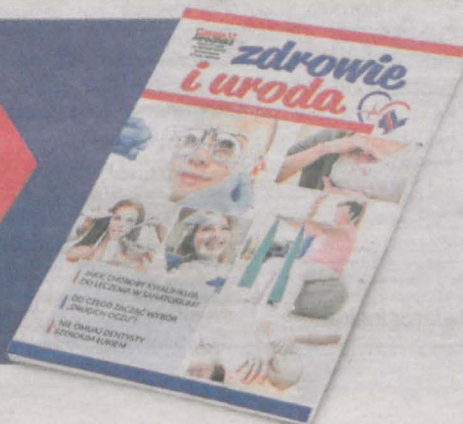 zdrowie
i uroda
JAKIE CHOROBY KWALIFIKUJĄ
DO LECZENIA W SANATORIUM?
OD CZEGO ZACZĄĆ WYBÓR
„DRUGICH OCZU”?
NIE OMIJAJ DENTYSTY
SZEROKIM ŁUKIEM